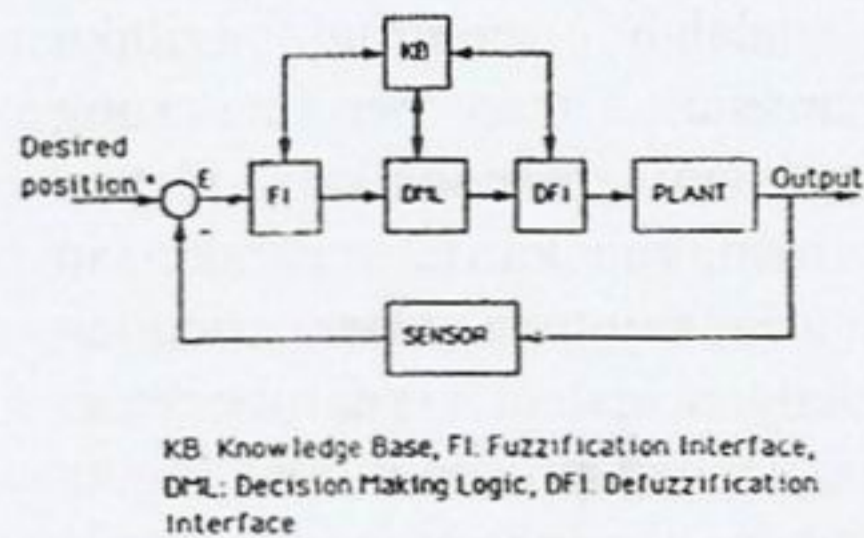 KB
Desired
position +
E
FI
DML
DFI
PLANT
Output
-
SENSOR
KB. Knowledge Base, FI. Fuzzification Interface,
DML: Decision Making Logic, DFI. Defuzzification
Interface